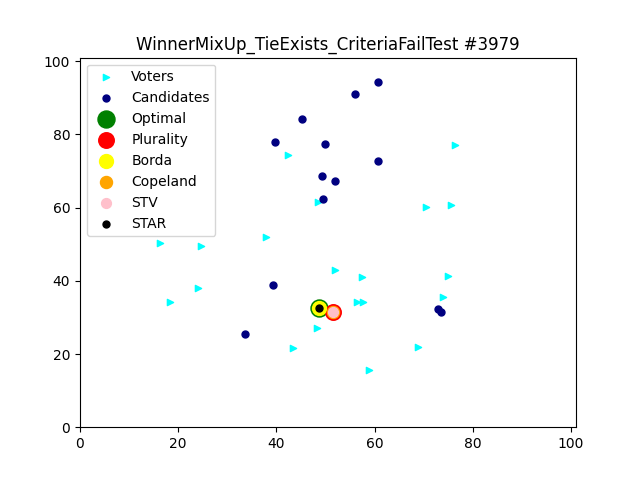 WinnerMixUp_TieExists_CriteriaFailTest #3979
100
80
60
40
20
0
Voters
Candidates
Optimal
Plurality
Borda
Copeland
STV
STAR
0 20 40 60 80 100